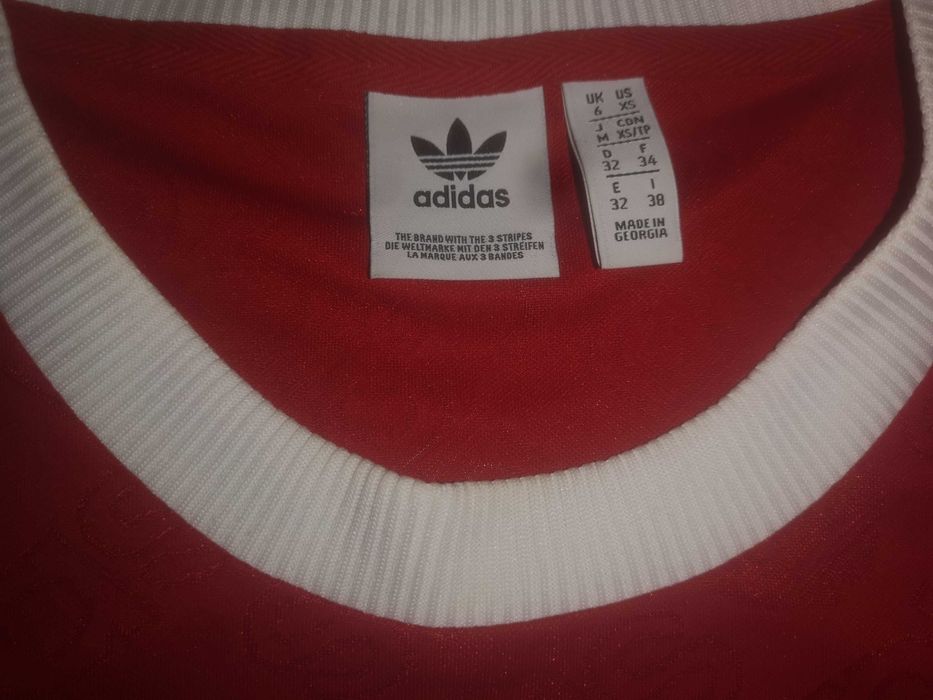 adidas
THE BRAND WITH THE 3 STRIPES
DIE WELTMARKE MIT DEN 3 STREIFEN
LA MARQUE AUX 3 BANDES
UK US
6 XS
J CDN
M XS/TP
D F
32 34
E I
32 38
MADE IN
GEORGIA